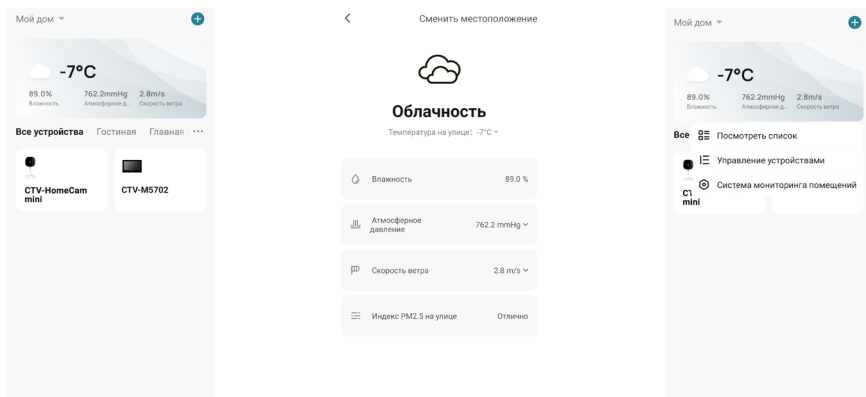 Мой дом
-7°C
89.0% 762.2mmHg 2.8m/s
Влажность Атмосферное д... Скорость ветра
Все устройства Гостиная Главная
CTV-HomeCam mini
CTV-M5702
Сменить местоположение
Облачность
Температура на улице: -7°C
Влажность 89.0 %
Атмосферное давление 762.2 mmHg
Скорость ветра 2.8 m/s
Индекс PM2.5 на улице Отлично
Мой дом
-7°C
89.0% 762.2mmHg 2.8m/s
Влажность Атмосферное д... Скорость ветра
Все
Посмотреть список
Управление устройствами
Система мониторинга помещений
mini